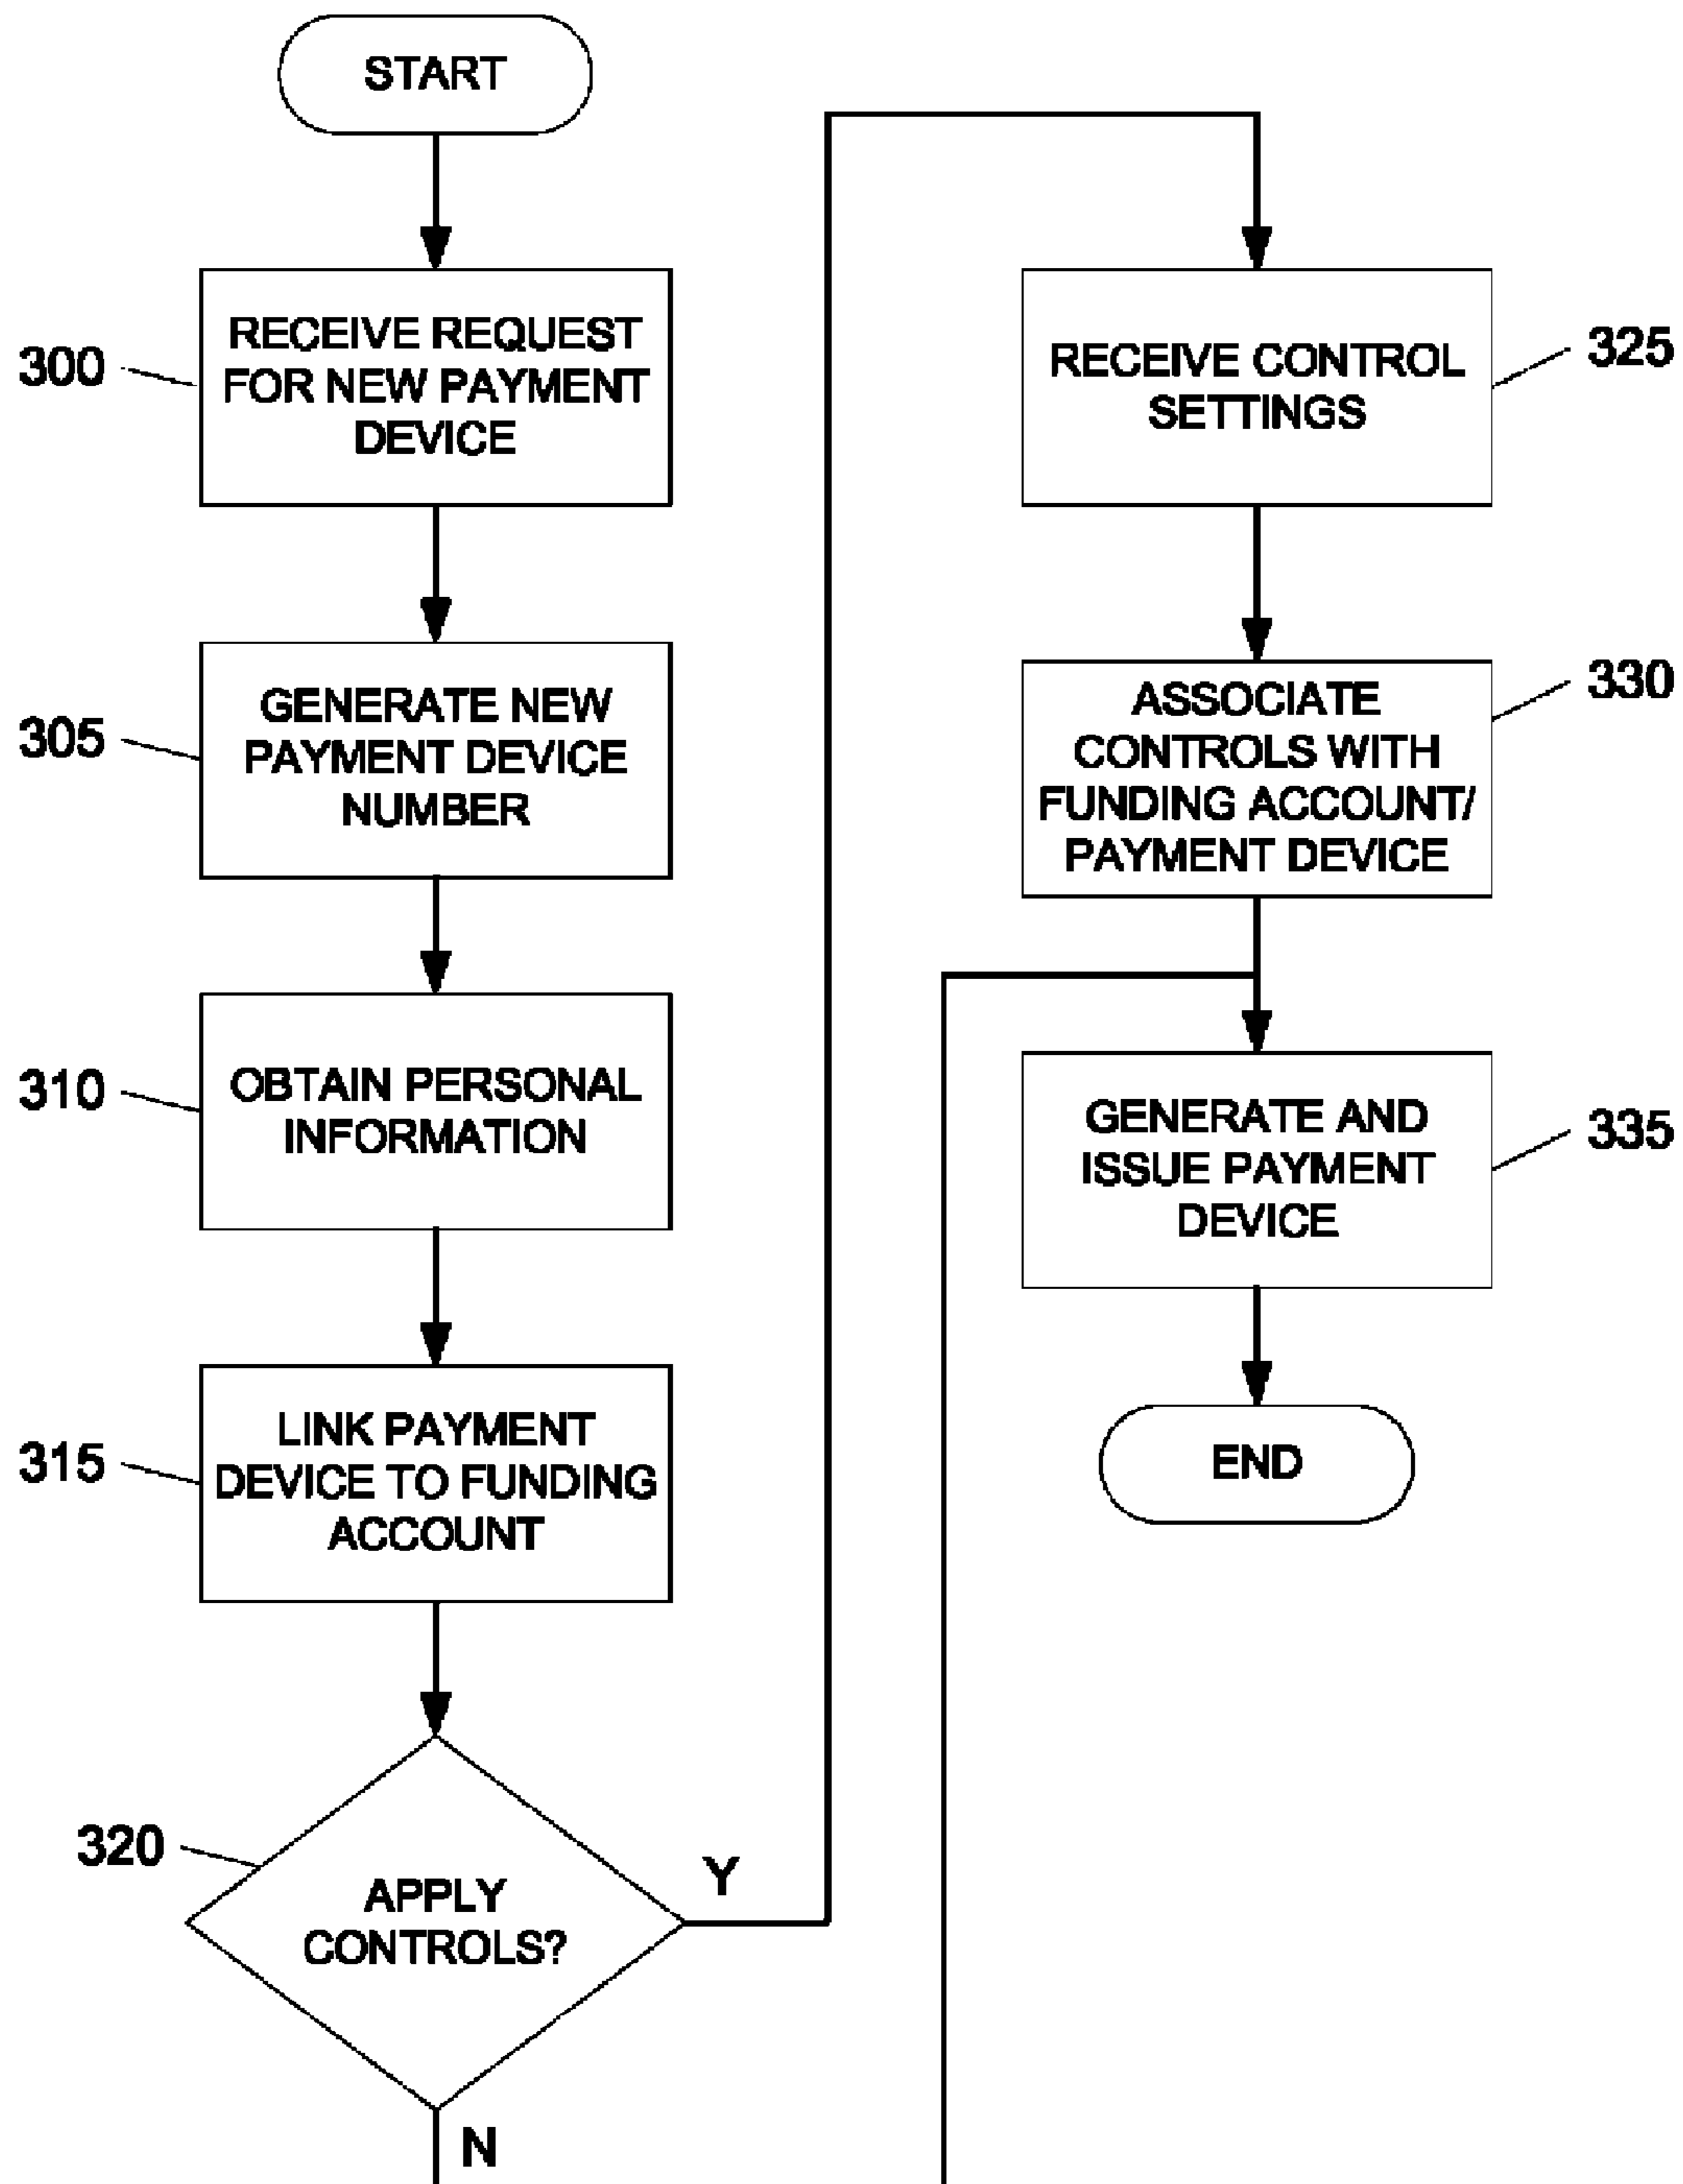 START
300
RECEIVE REQUEST
FOR NEW PAYMENT
DEVICE
305
GENERATE NEW
PAYMENT DEVICE
NUMBER
310
OBTAIN PERSONAL
INFORMATION
315
LINK PAYMENT
DEVICE TO FUNDING
ACCOUNT
320
APPLY
CONTROLS?
Y
N
RECEIVE CONTROL
SETTINGS
325
ASSOCIATE
CONTROLS WITH
FUNDING ACCOUNT/
PAYMENT DEVICE
330
GENERATE AND
ISSUE PAYMENT
DEVICE
335
END